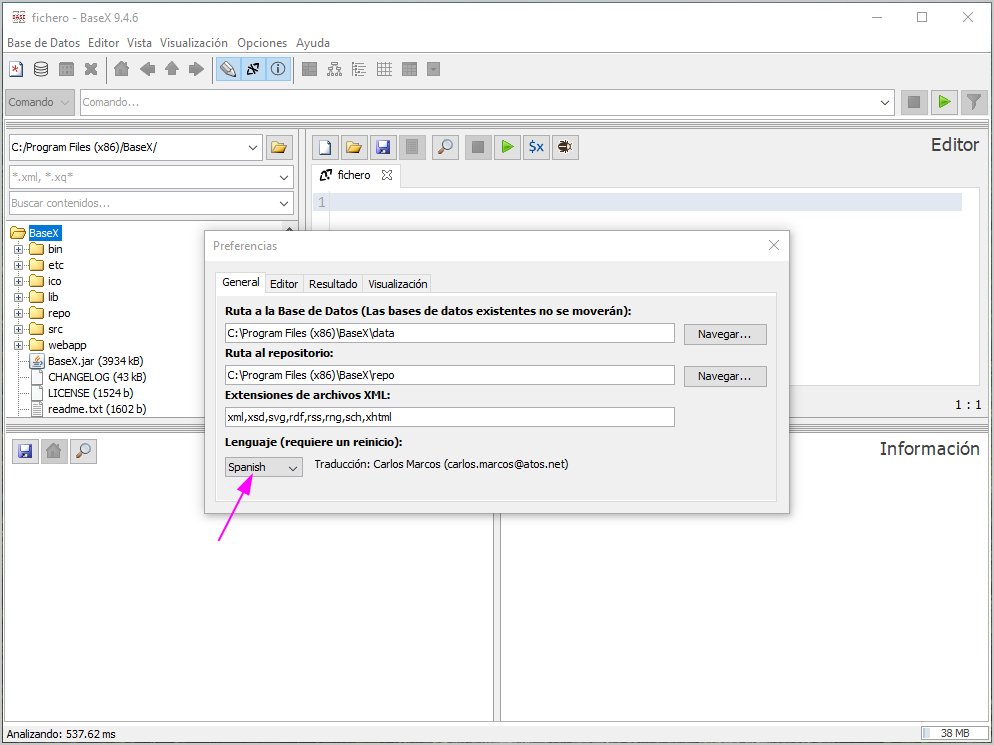 fichero - BaseX 9.4.6
Base de Datos Editor Vista Visualización Opciones Ayuda
Comando Comando...
C:/Program Files (x86)/BaseX/
*.xml, *.xq*
Buscar contenidos...
BaseX
bin
etc
ico
lib
repo
src
webapp
BaseX.jar (3934 kB)
CHANGELOG (43 kB)
LICENSE (1524 b)
readme.txt (1602 b)
$x
Editor
fichero
1
1 : 1
Preferencias
General Editor Resultado Visualización
Ruta a la Base de Datos (Las bases de datos existentes no se moverán):
C:\Program Files (x86)\BaseX\data Navegar...
Ruta al repositorio:
C:\Program Files (x86)\BaseX\repo Navegar...
Extensiones de archivos XML:
xml,xsd,svg,rdf,rss,rng,sch,xhtml
Lenguaje (requiere un reinicio):
Spanish Traducción: Carlos Marcos (carlos.marcos@atos.net)
Información
Analizando: 537.62 ms 38 MB